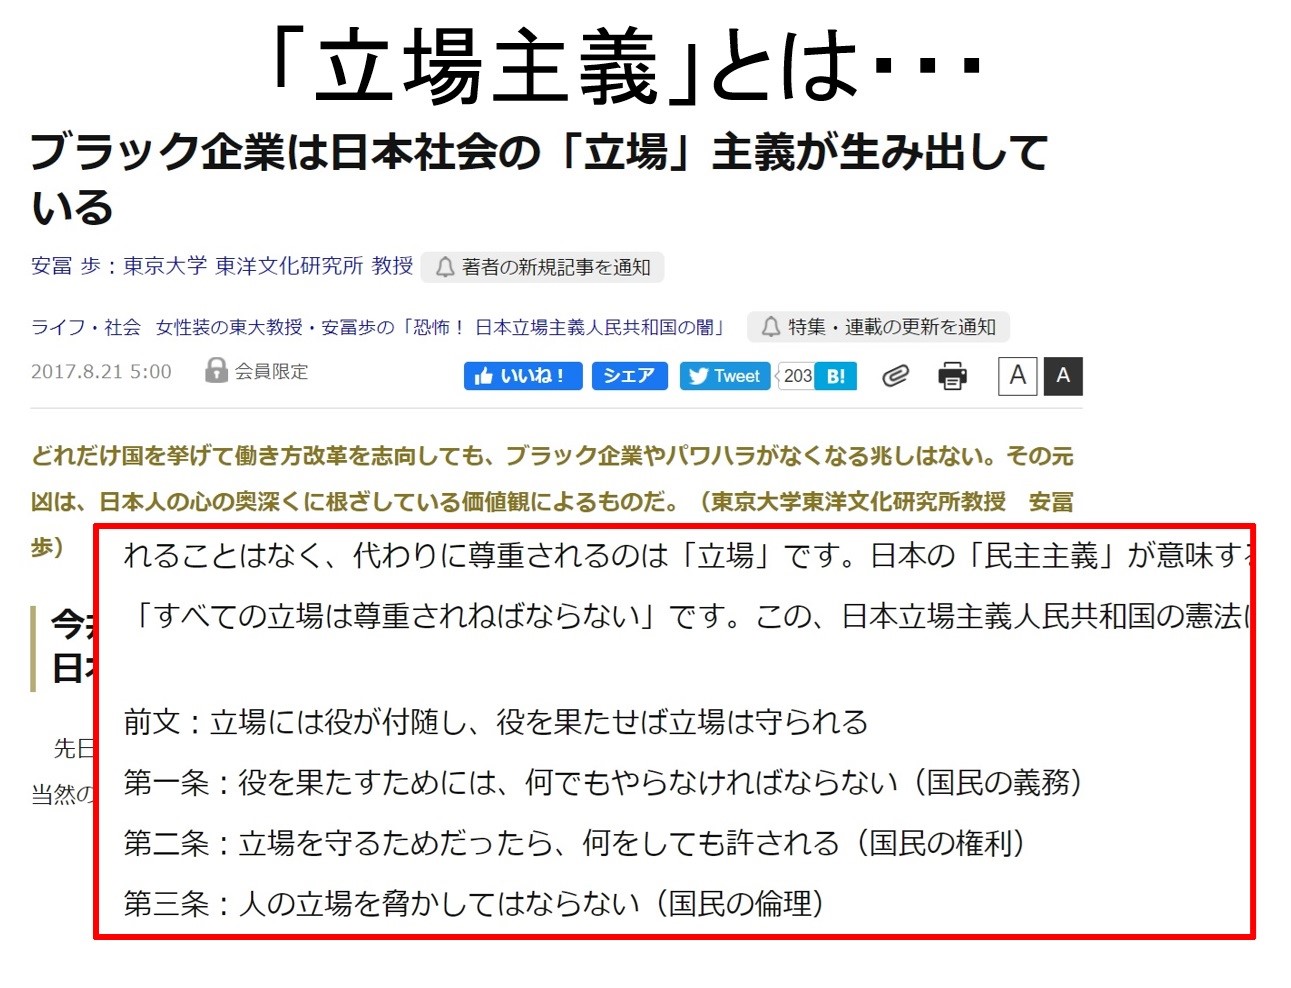 「立場主義」とは・・・
ブラック企業は日本社会の「立場」主義が生み出して
いる
安冨 歩：東京大学 東洋文化研究所 教授 著者の新規記事を通知
ライフ・社会 女性装の東大教授・安冨歩の「恐怖！ 日本立場主義人民共和国の闇」 特集・連載の更新を通知
2017.8.21 5:00 会員限定 いいね！ シェア Tweet 203 B! A A
どれだけ国を挙げて働き方改革を志向しても、ブラック企業やパワハラがなくなる兆しはない。その元
凶は、日本人の心の奥深くに根ざしている価値観によるものだ。（東京大学東洋文化研究所教授 安冨
歩）
れることはなく、代わりに尊重されるのは「立場」です。日本の「民主主義」が意味す
「すべての立場は尊重されねばならない」です。この、日本立場主義人民共和国の憲法
今
日
前文：立場には役が付随し、役を果たせば立場は守られる
先日
第一条：役を果たすためには、何でもやらなければならない（国民の義務）
当然の
第二条：立場を守るためだったら、何をしても許される（国民の権利）
第三条：人の立場を脅かしてはならない（国民の倫理）